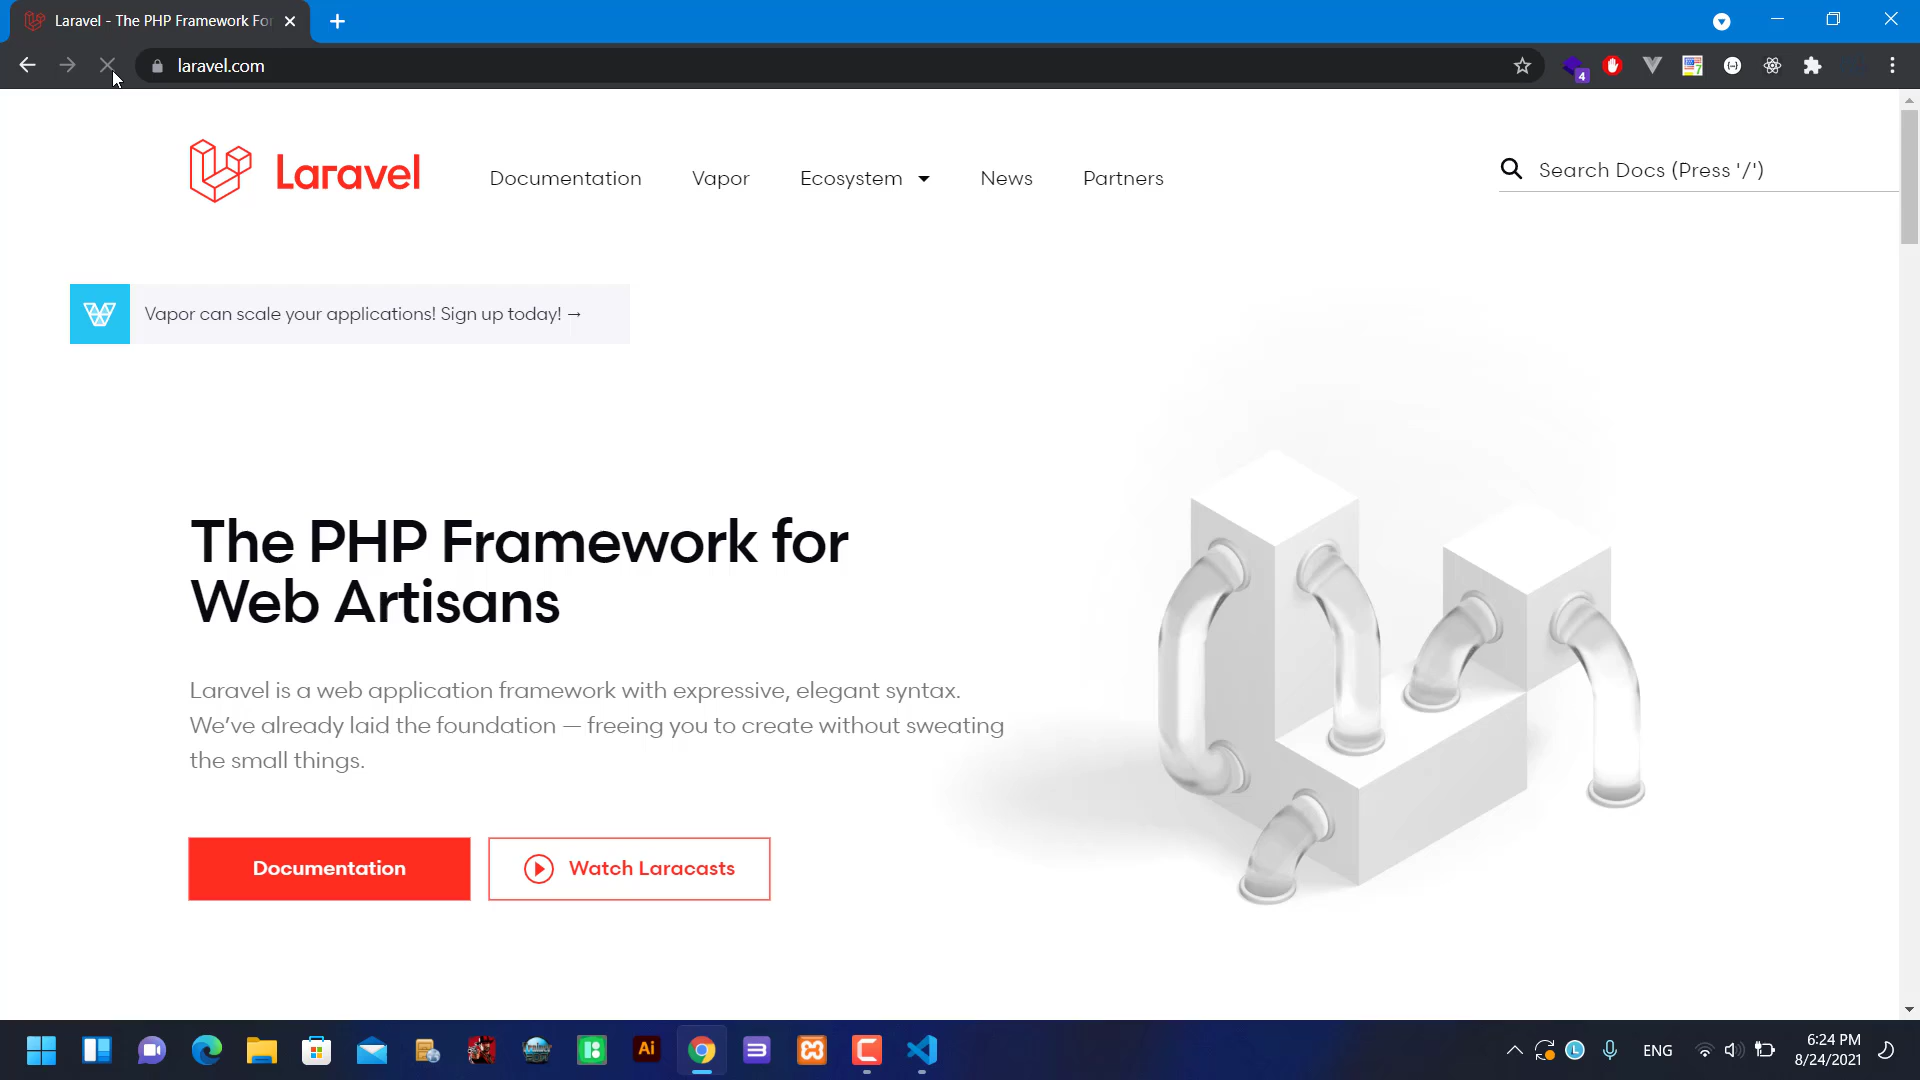 Laravel - The PHP Framework For
laravel.com
4
7
Laravel
Documentation
Vapor
Ecosystem
News
Partners
Search Docs (Press '/')
Vapor can scale your applications! Sign up today! →
The PHP Framework for
Web Artisans
Laravel is a web application framework with expressive, elegant syntax.
We’ve already laid the foundation — freeing you to create without sweating
the small things.
Documentation
Watch Laracasts
Ai
ENG
6:24 PM
8/24/2021